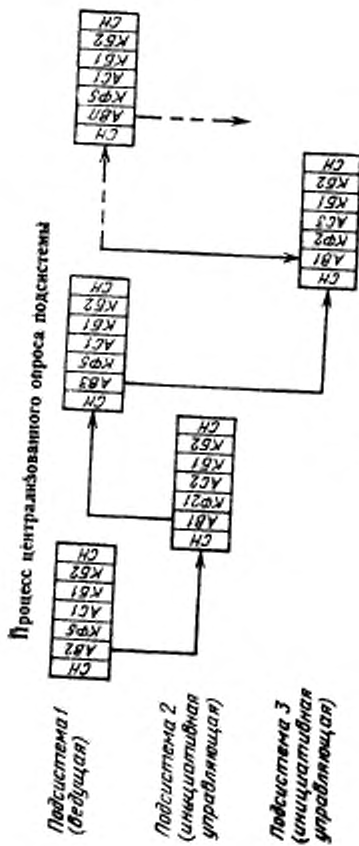 Процесс централизованного опроса подсистемы
Подсистема 1
(ведущая)
СН АВ2 КФ5 АС1 КБ1 КБ2 СН
СН АВ3 КФ5 АС1 КБ1 КБ2 СН
СН АВП КФ5 АС1 КБ1 КБ2 СН
Подсистема 2
(инициативная
управляющая)
СН АВ1 КФ21 АС2 КБ1 КБ2 СН
Подсистема 3
(инициативная
управляющая)
СН АВ1 КФ2 АС3 КБ1 КБ2 СН